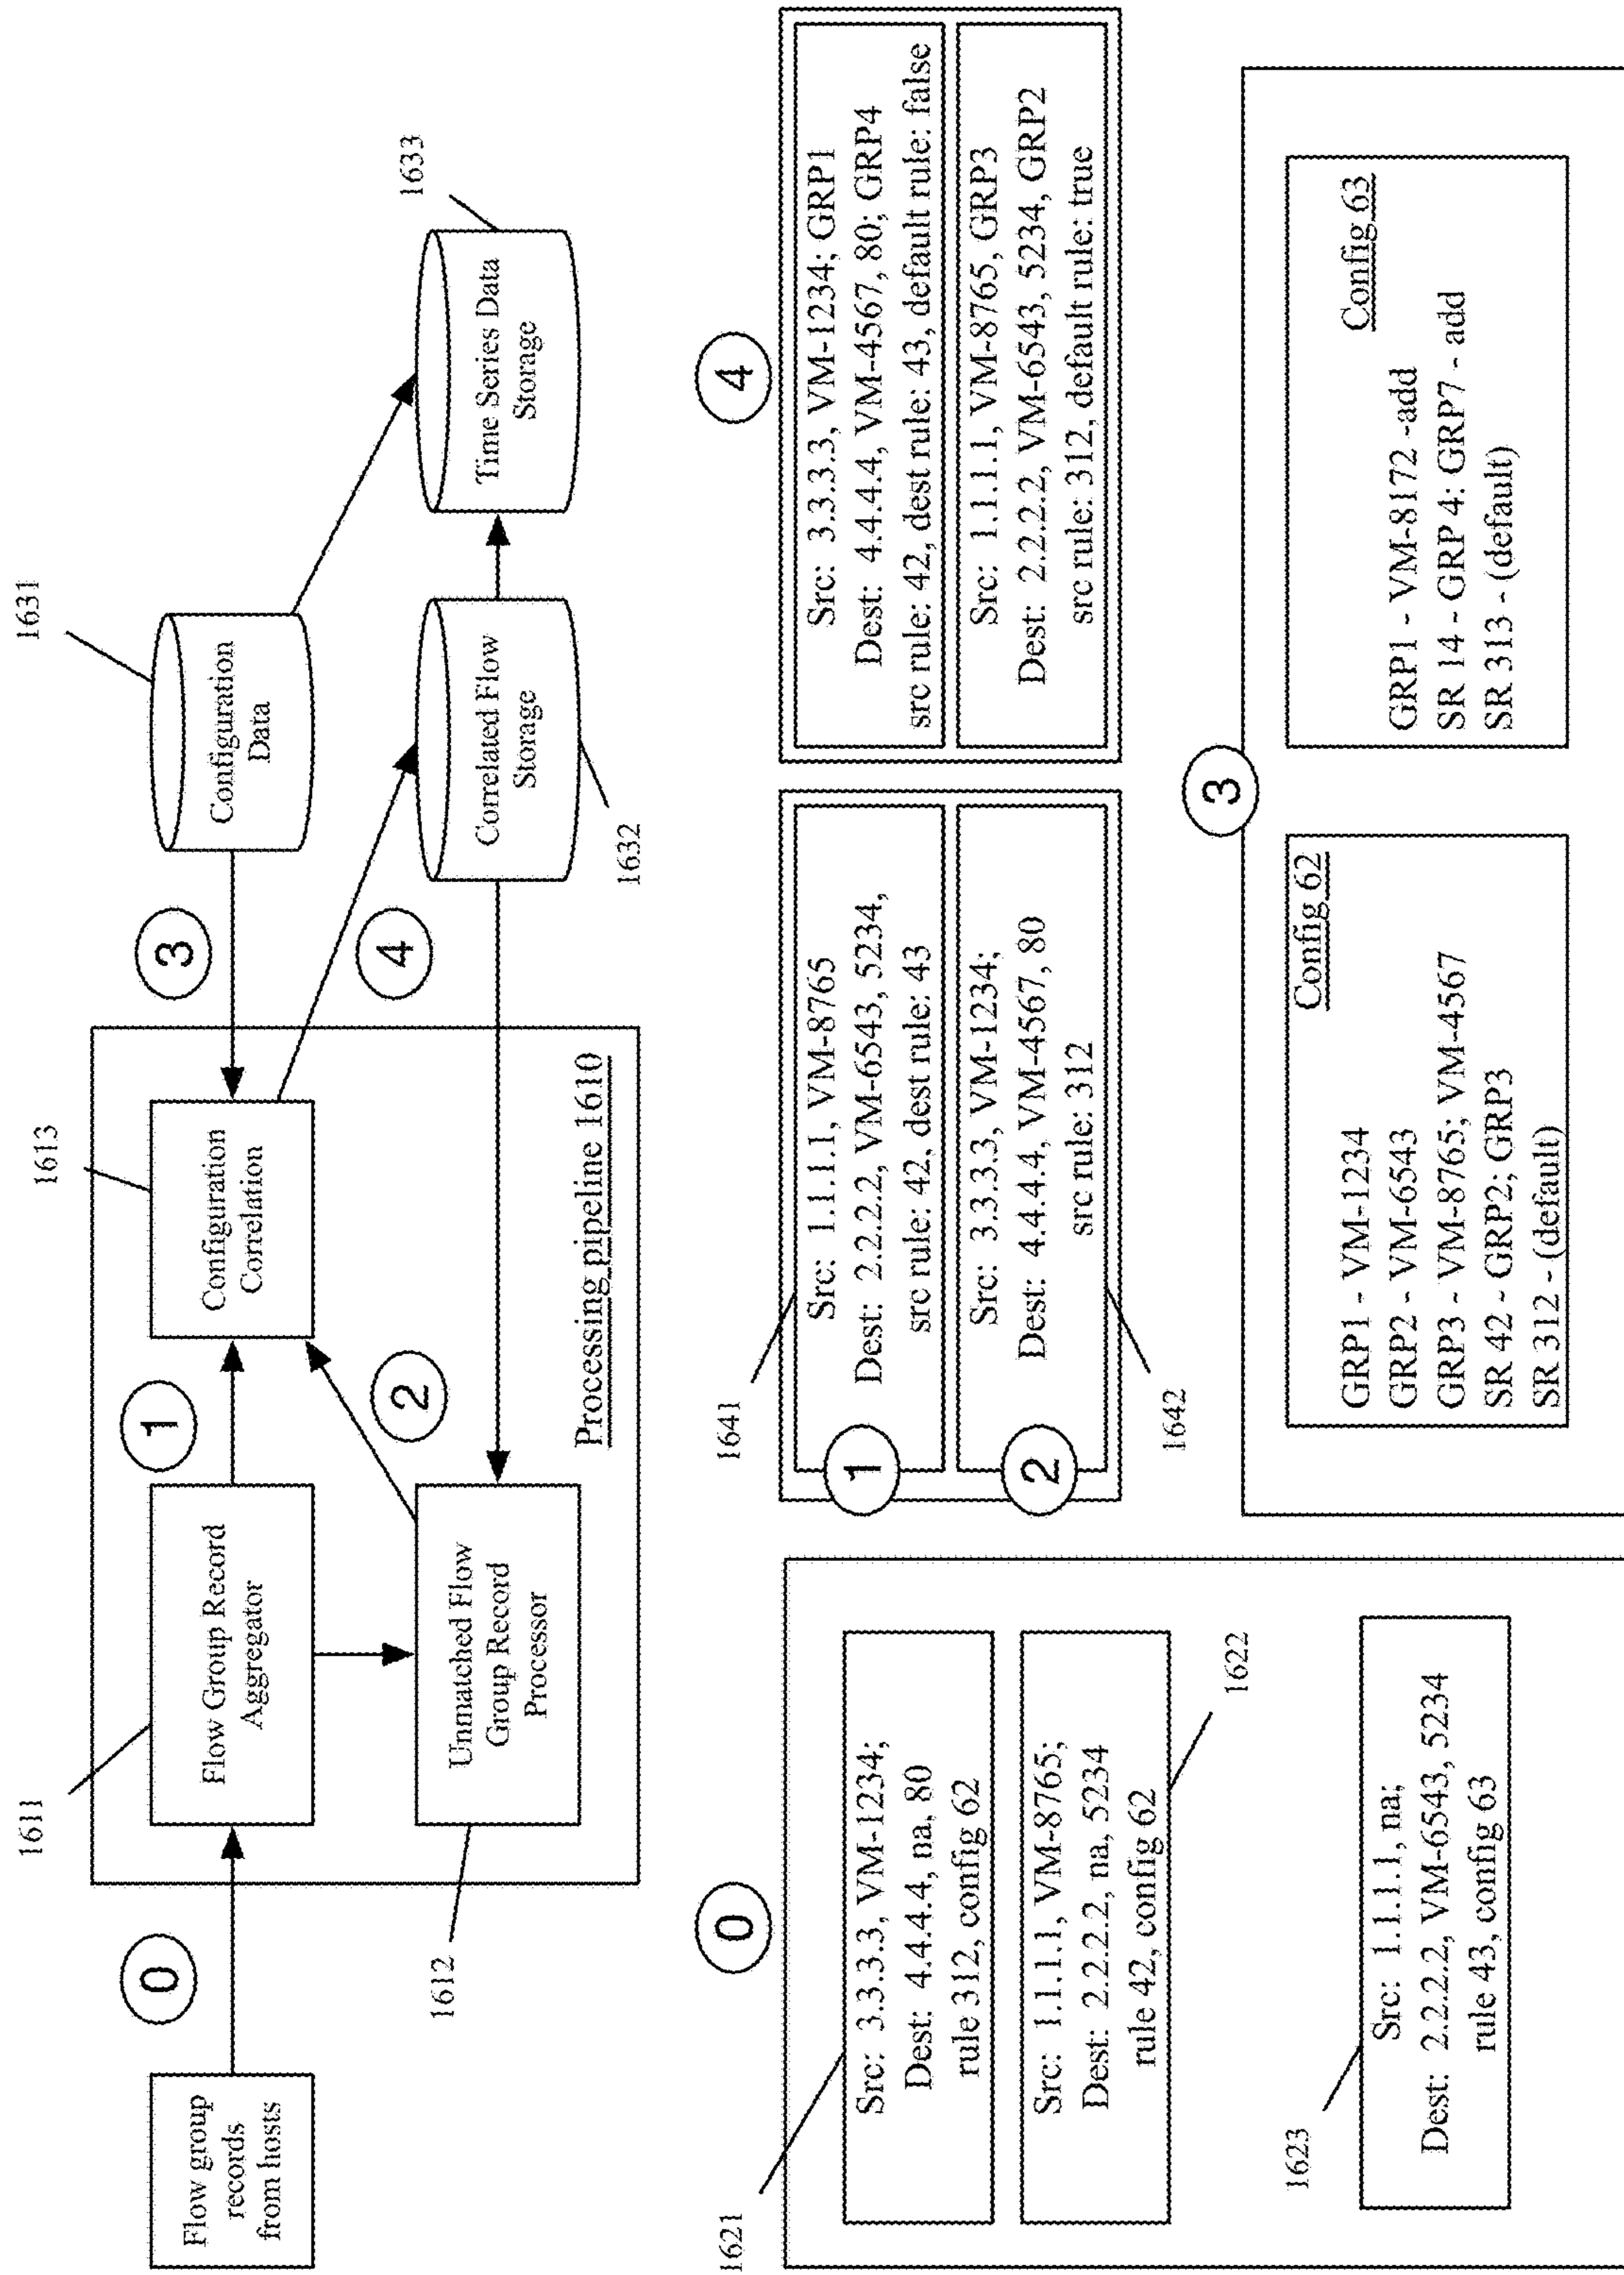 0
3
1631
1613
1
1611
Flow group
records
from hosts
Flow Group Record
Aggregator
Configuration
Correlation
Configuration
Data
1633
4
2
1612
Unmatched Flow
Group Record
Processor
Correlated Flow
Storage
Time Series Data
Storage
Processing pipeline 1610
1632
0
1621
Src: 3.3.3.3, VM-1234;
Dest: 4.4.4.4, na, 80
rule 312, config 62
Src: 1.1.1.1, VM-8765;
Dest: 2.2.2.2, na, 5234
rule 42, config 62
1622
1623
Src: 1.1.1.1, na;
Dest: 2.2.2.2, VM-6543, 5234
rule 43, config 63
1641
1
Src: 1.1.1.1, VM-8765
Dest: 2.2.2.2, VM-6543, 5234,
src rule: 42, dest rule: 43
2
Src: 3.3.3.3, VM-1234;
Dest: 4.4.4.4, VM-4567, 80
src rule: 312
1642
4
Src: 3.3.3.3, VM-1234; GRP1
Dest: 4.4.4.4, VM-4567, 80; GRP4
src rule: 42, dest rule: 43, default rule: false
Src: 1.1.1.1, VM-8765, GRP3
Dest: 2.2.2.2, VM-6543, 5234, GRP2
src rule: 312, default rule: true
3
Config 62
GRP1 - VM-1234
GRP2 - VM-6543
GRP3 - VM-8765; VM-4567
SR 42 - GRP2; GRP3
SR 312 - (default)
Config 63
GRP1 - VM-8172 -add
SR 14 - GRP 4: GRP7 - add
SR 313 - (default)